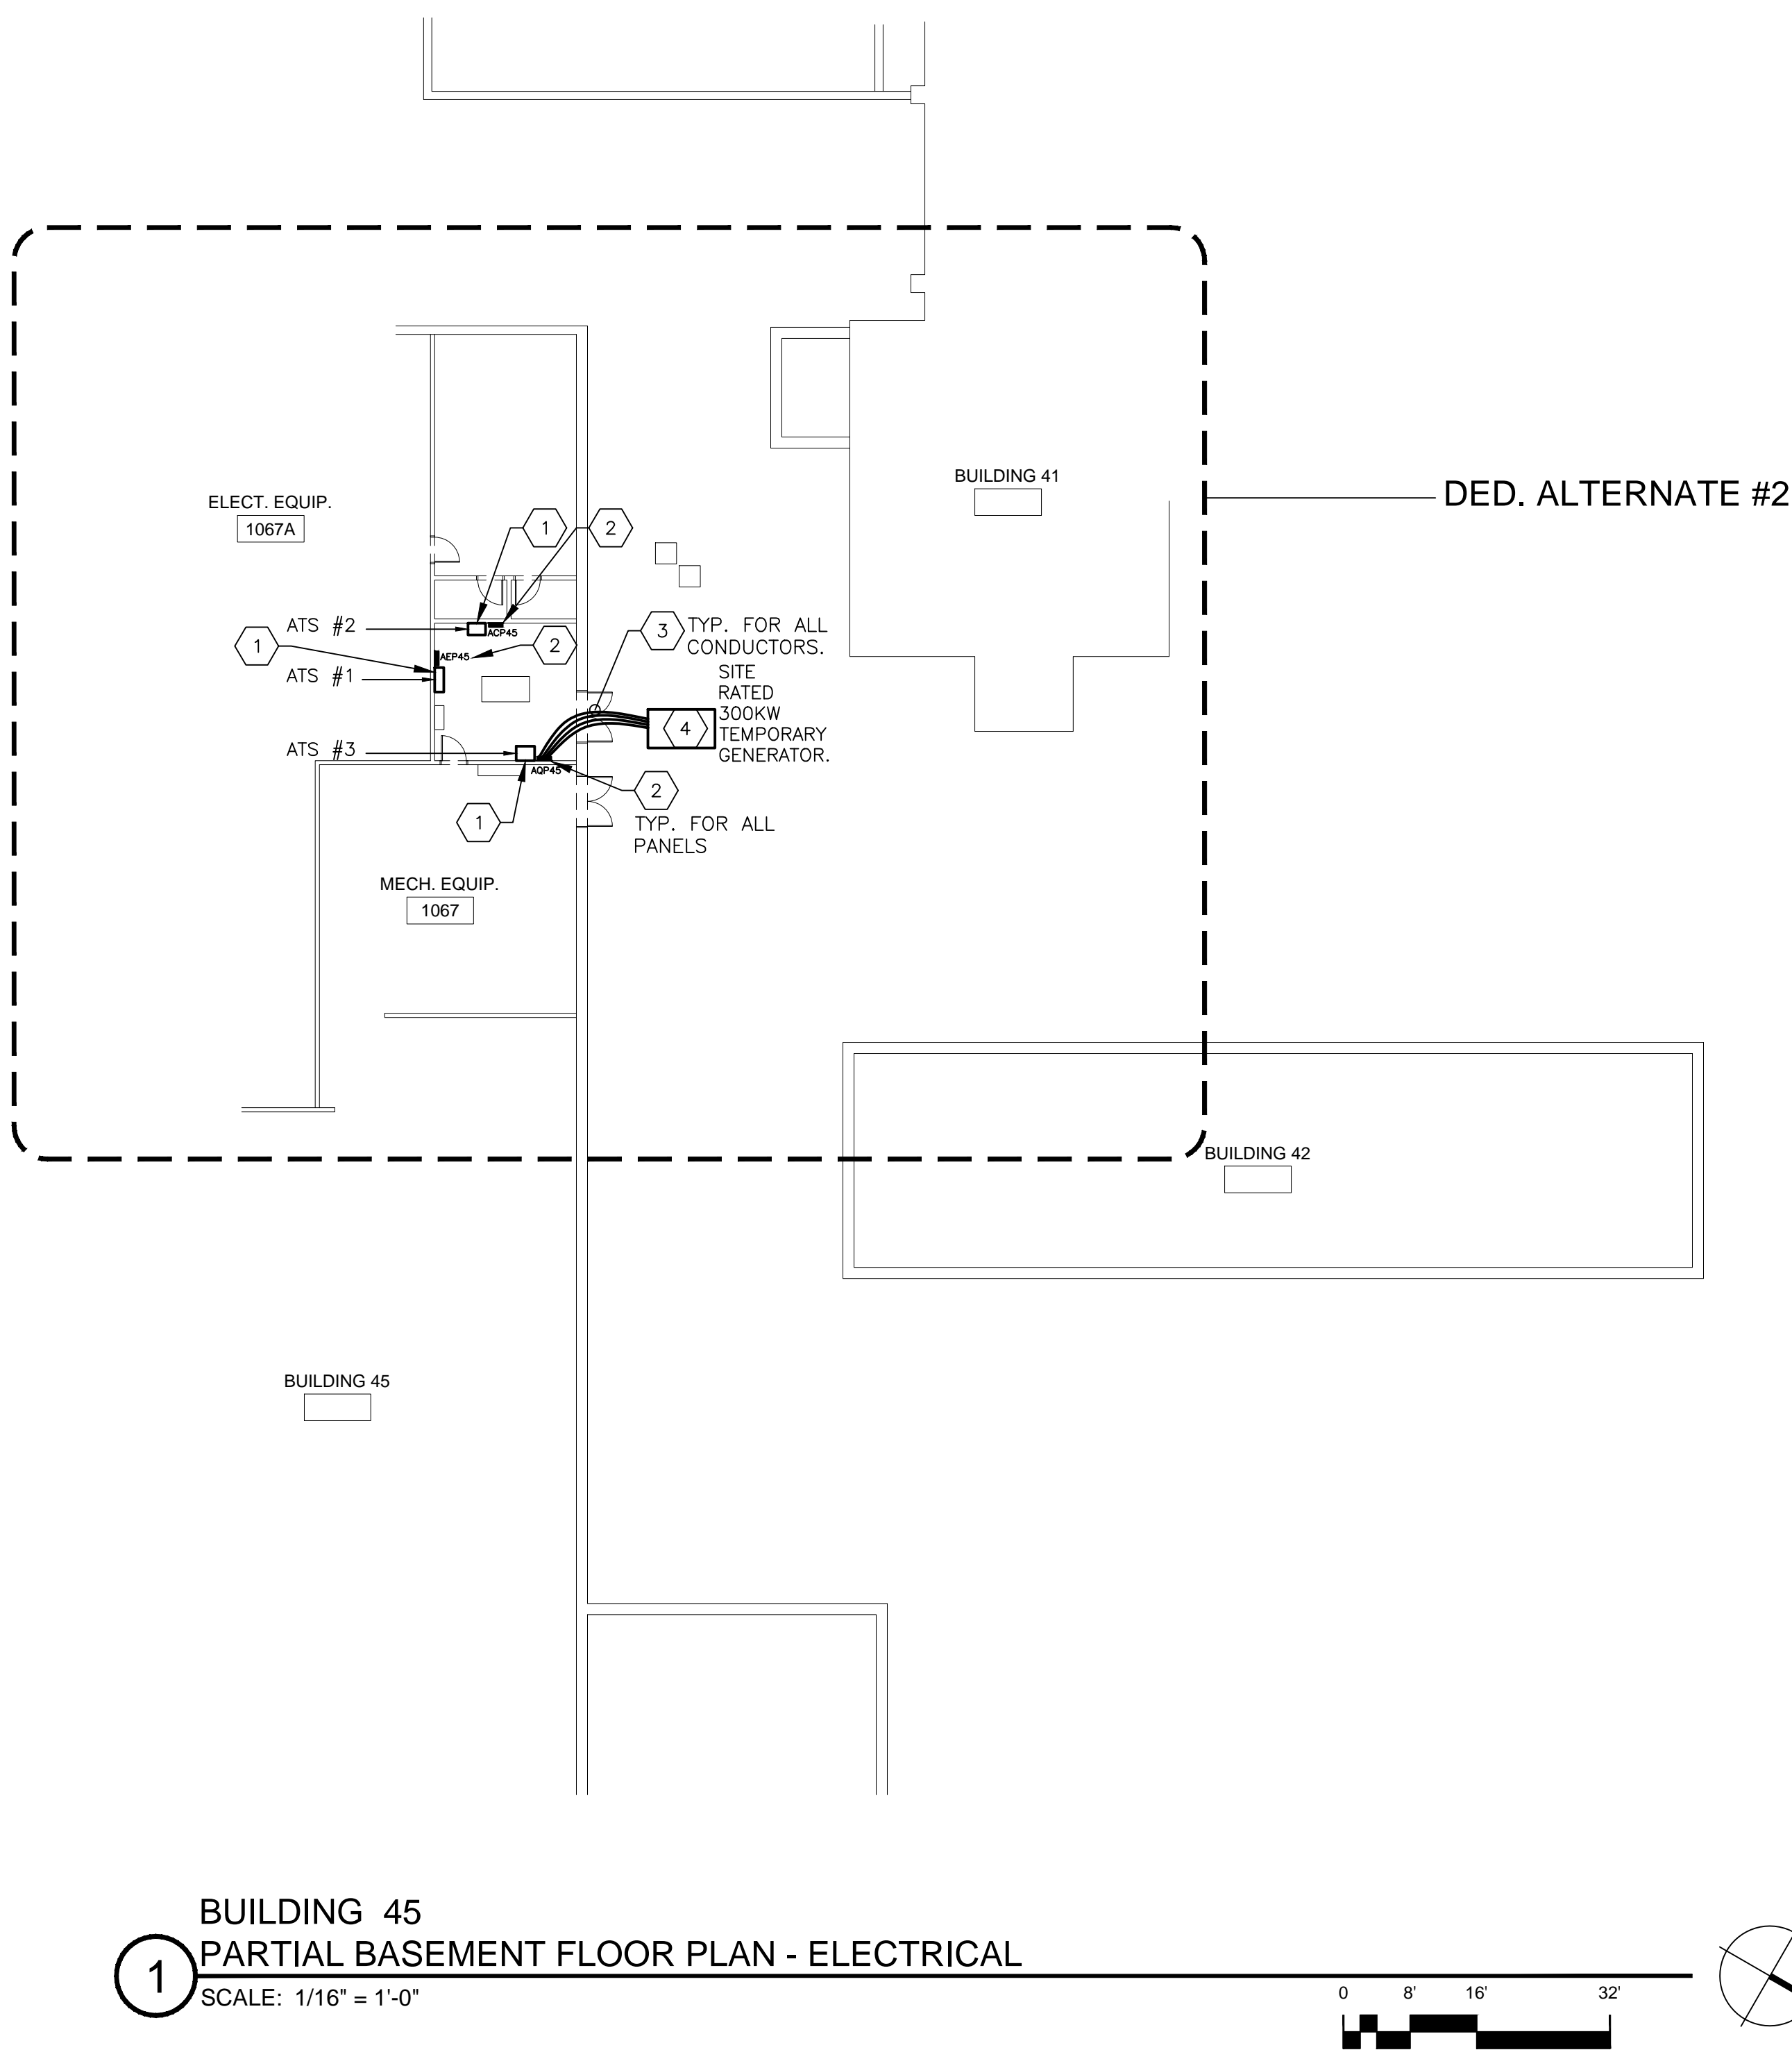 BUILDING 41
DED. ALTERNATE #2
ELECT. EQUIP.
1067A
1
2
ATS #2
ACP45
3
TYP. FOR ALL
CONDUCTORS.
1
AEP45
2
ATS #1
SITE
RATED
300KW
TEMPORARY
GENERATOR.
4
ATS #3
AQP45
2
TYP. FOR ALL
PANELS
1
MECH. EQUIP.
1067
BUILDING 42
BUILDING 45
1
BUILDING 45
PARTIAL BASEMENT FLOOR PLAN - ELECTRICAL
SCALE: 1/16" = 1'-0"
0 8' 16' 32'